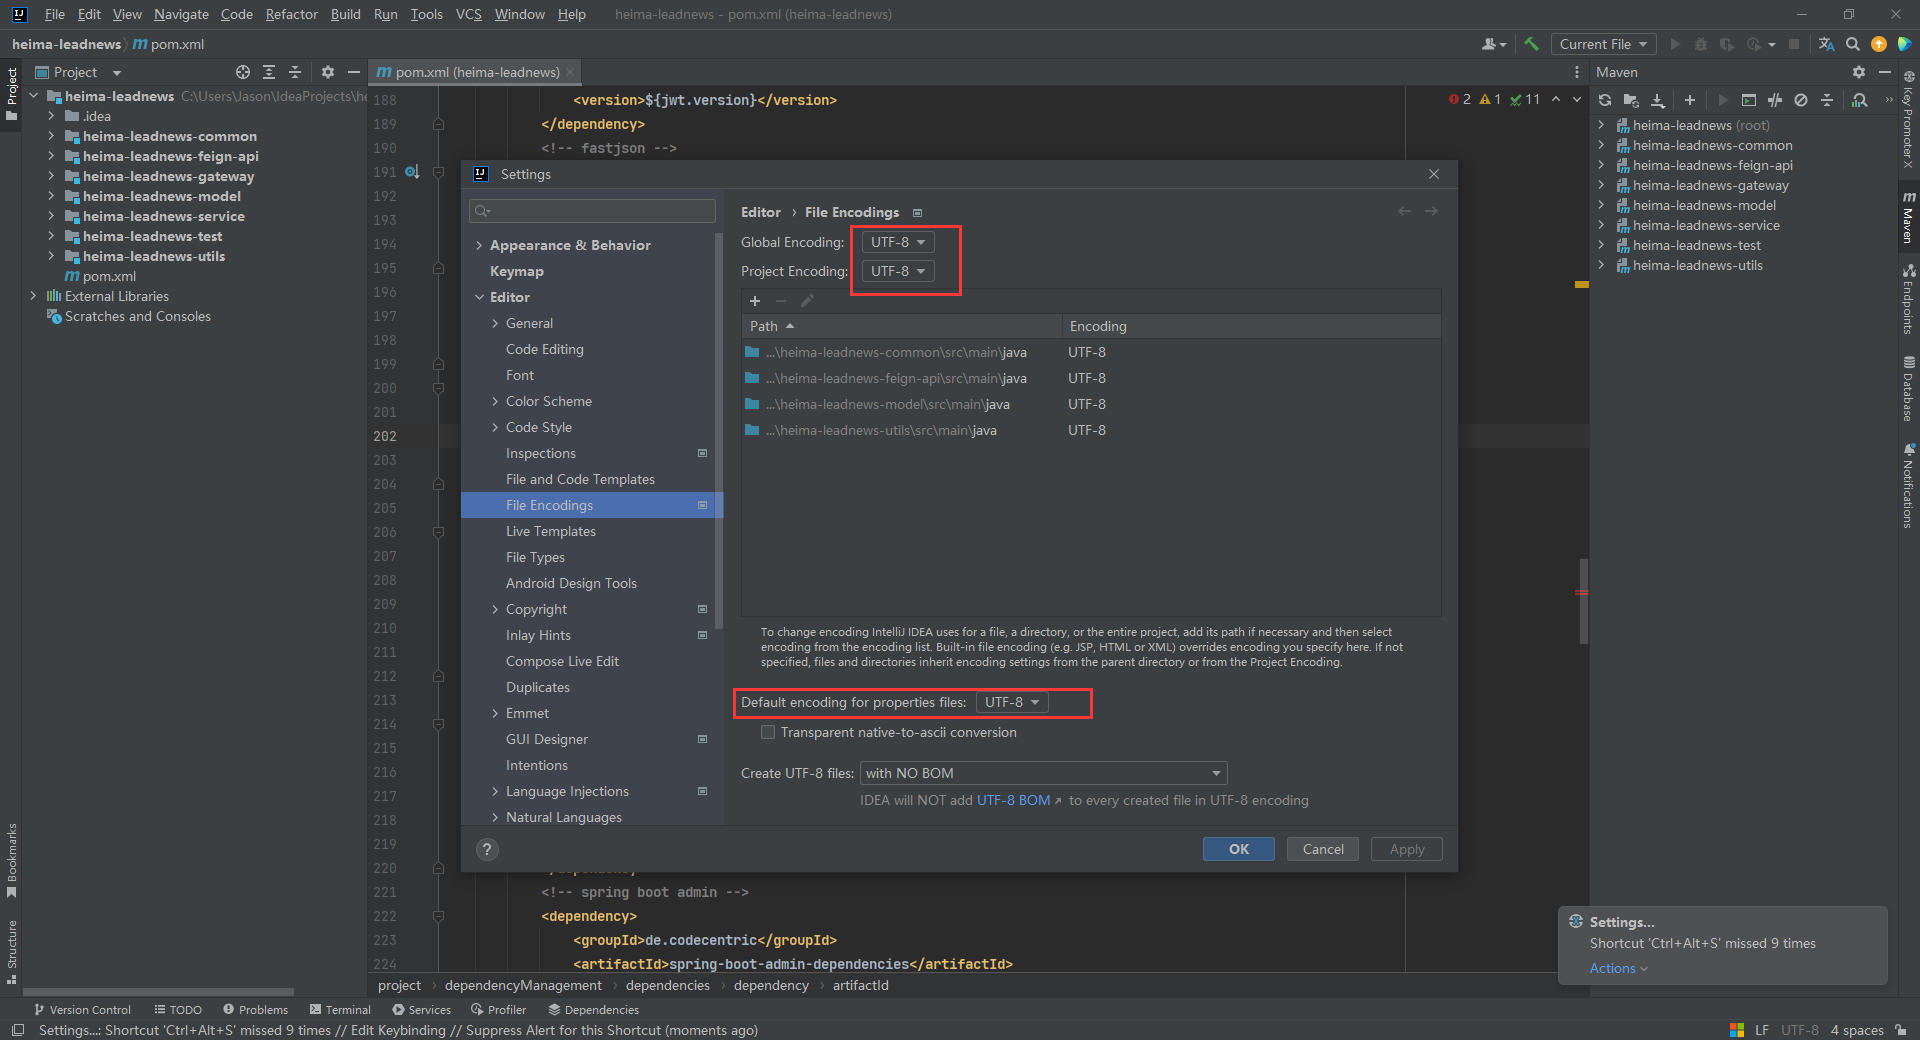 File Edit View Navigate Code Refactor Build Run Tools VCS Window Help heima-leadnews - pom.xml (heima-leadnews)
heima-leadnews pom.xml
Current File
Project
pom.xml (heima-leadnews)
Maven
Project
heima-leadnews C:\Users\Jason\IdeaProjects\he
.idea
heima-leadnews-common
heima-leadnews-feign-api
heima-leadnews-gateway
heima-leadnews-model
heima-leadnews-service
heima-leadnews-test
heima-leadnews-utils
pom.xml
External Libraries
Scratches and Consoles
Bookmarks
Structure
188 <version>${jwt.version}</version>
189 </dependency>
190 <!-- fastjson -->
191
192
193
194
195
196
197
198
199
200
201
202
203
204
205
206
207
208
209
210
211
212
213
214
215
216
217
218
219
220
221 <!-- spring boot admin -->
222 <dependency>
223 <groupId>de.codecentric</groupId>
224 <artifactId>spring-boot-admin-dependencies</artifactId>
2 1 11
Settings
Appearance & Behavior
Keymap
Editor
General
Code Editing
Font
Color Scheme
Code Style
Inspections
File and Code Templates
File Encodings
Live Templates
File Types
Android Design Tools
Copyright
Inlay Hints
Compose Live Edit
Duplicates
Emmet
GUI Designer
Intentions
Language Injections
Natural Languages
Editor › File Encodings
Global Encoding: UTF-8
Project Encoding: UTF-8
Path Encoding
...\heima-leadnews-common\src\main\java UTF-8
...\heima-leadnews-feign-api\src\main\java UTF-8
...\heima-leadnews-model\src\main\java UTF-8
...\heima-leadnews-utils\src\main\java UTF-8
To change encoding IntelliJ IDEA uses for a file, a directory, or the entire project, add its path if necessary and then select
encoding from the encoding list. Built-in file encoding (e.g. JSP, HTML or XML) overrides encoding you specify here. If not
specified, files and directories inherit encoding settings from the parent directory or from the Project Encoding.
Default encoding for properties files: UTF-8
Transparent native-to-ascii conversion
Create UTF-8 files: with NO BOM
IDEA will NOT add UTF-8 BOM to every created file in UTF-8 encoding
? OK Cancel Apply
heima-leadnews (root)
heima-leadnews-common
heima-leadnews-feign-api
heima-leadnews-gateway
heima-leadnews-model
heima-leadnews-service
heima-leadnews-test
heima-leadnews-utils
Key Promoter X
Maven
Endpoints
Database
Notifications
Settings...
Shortcut 'Ctrl+Alt+S' missed 9 times
Actions
project › dependencyManagement › dependencies › dependency › artifactId
Version Control TODO Problems Terminal Services Profiler Dependencies
Settings...: Shortcut 'Ctrl+Alt+S' missed 9 times // Edit Keybinding // Suppress Alert for this Shortcut (moments ago)
LF UTF-8 4 spaces